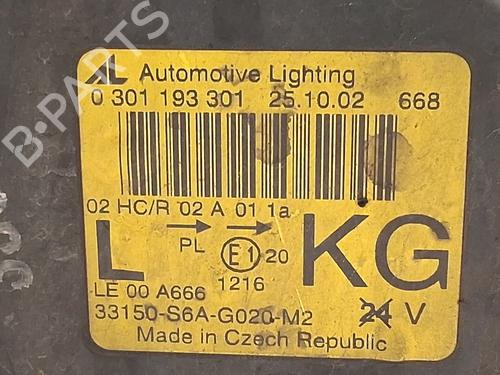 AL Automotive Lighting
0 301 193 301 25.10.02 668
02 HC/R 02 A 01 1a
PL
L E1 20 KG
1216
LE 00 A666
33150-S6A-G020-M2 24 V
Made in Czech Republic
B-PARTS